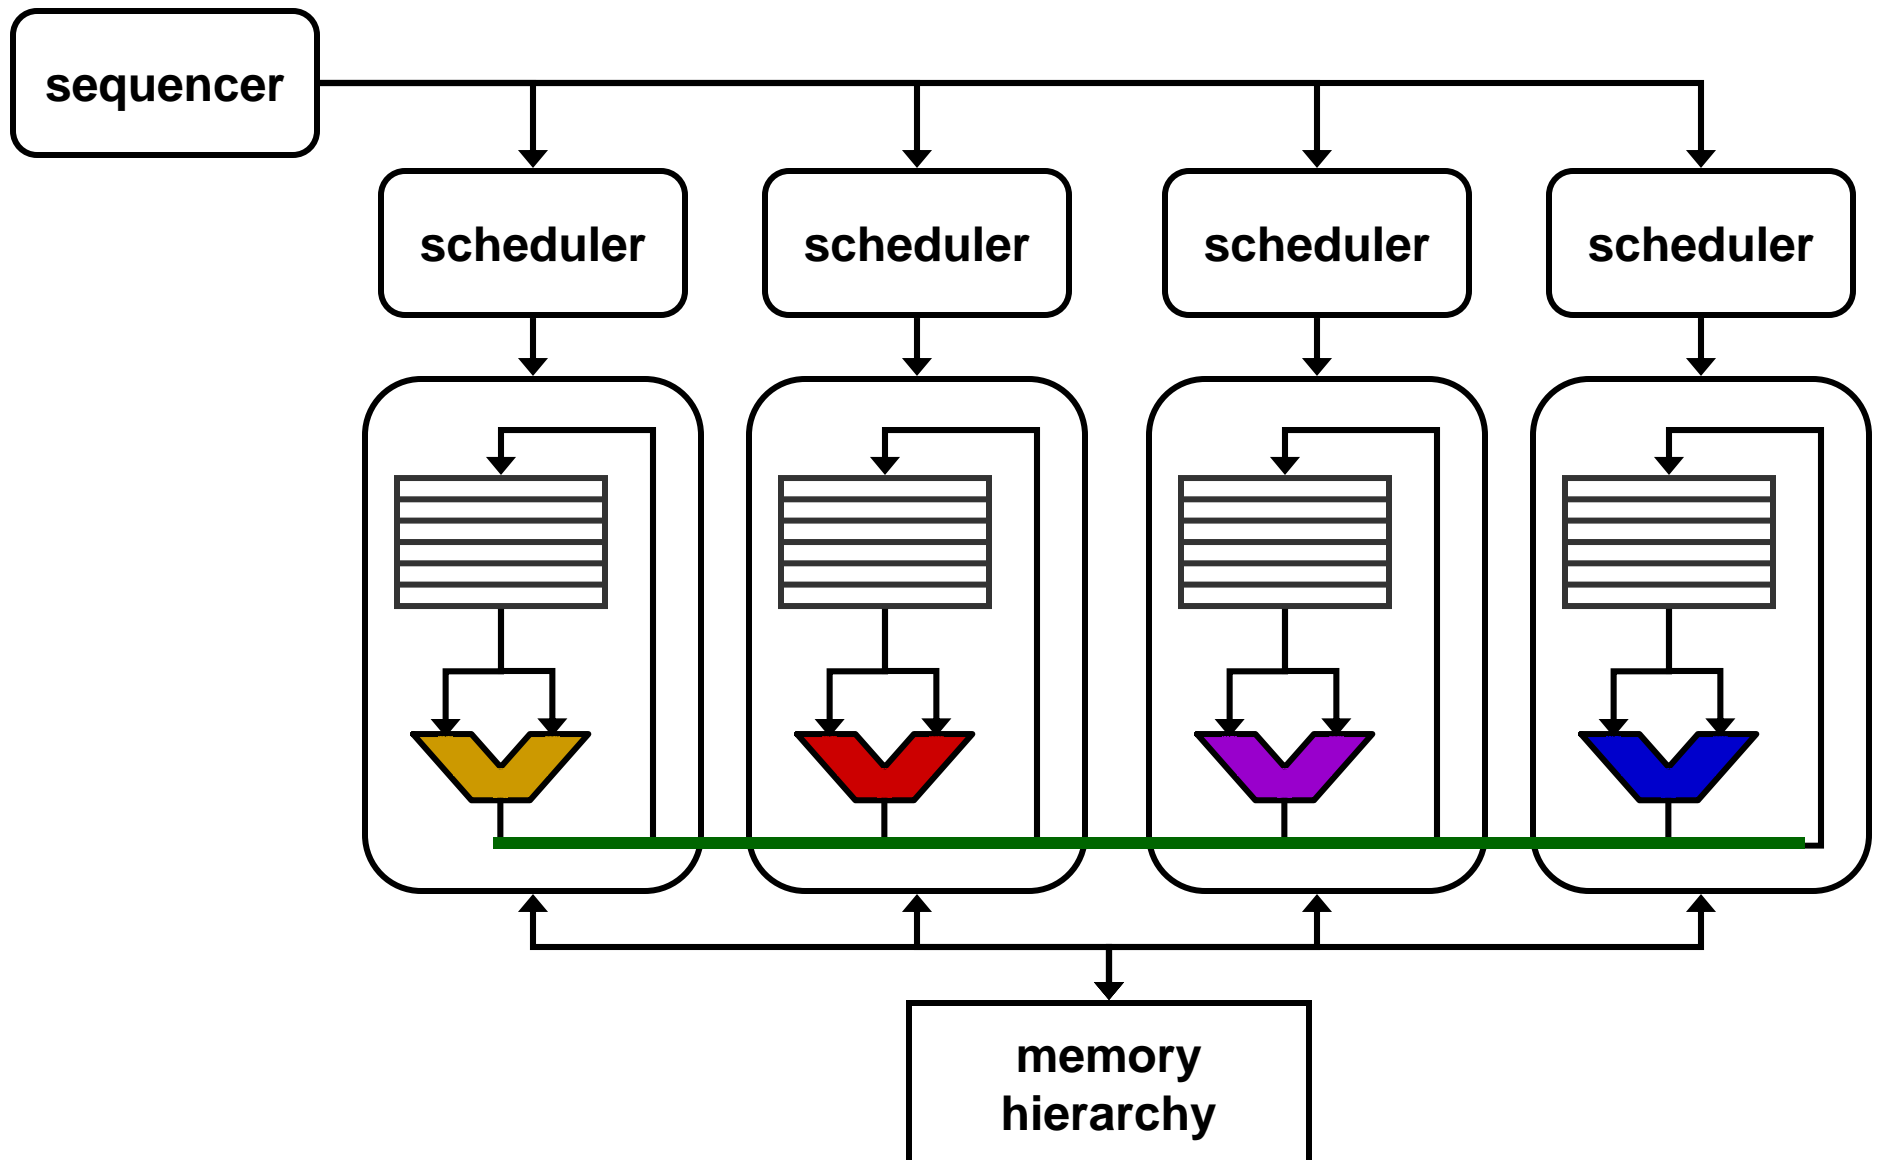 sequencer
scheduler
scheduler
scheduler
scheduler
memory
hierarchy